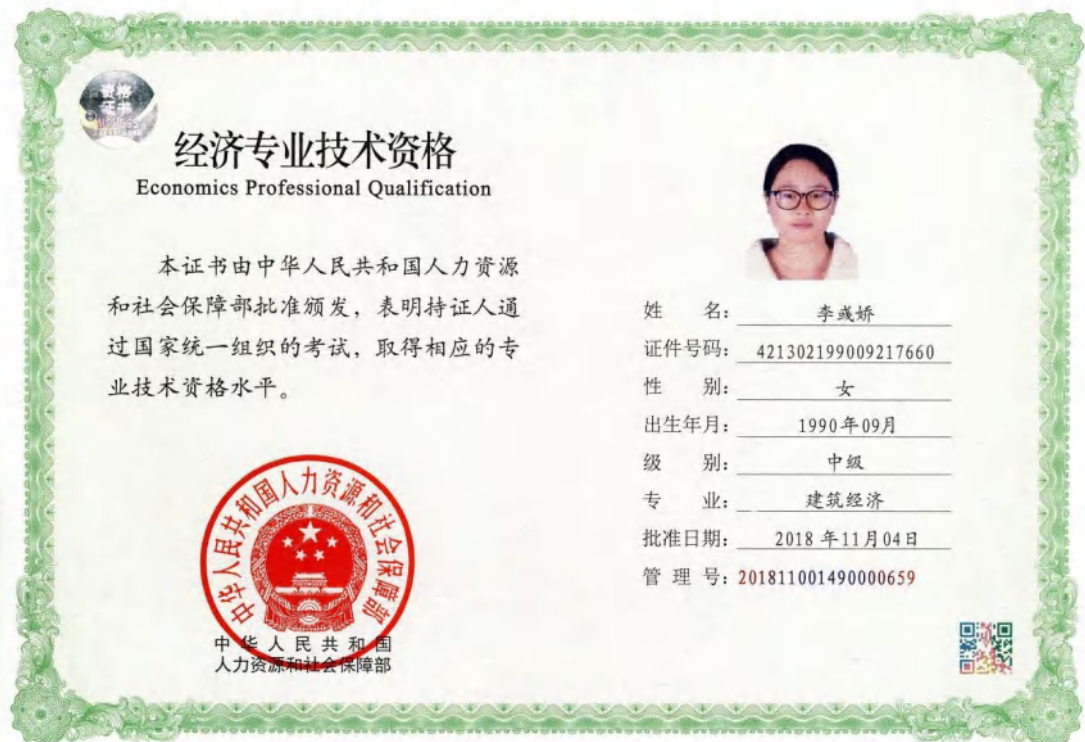 资格
证书
经济专业技术资格
Economics Professional Qualification
本证书由中华人民共和国人力资源
和社会保障部批准颁发，表明持证人通
过国家统一组织的考试，取得相应的专
业技术资格水平。
中华人民共和国人力资源和社会保障部
中华人民共和国
人力资源和社会保障部
姓 名：李彧娇
证件号码：421302199009217660
性 别：女
出生年月：1990年09月
级 别：中级
专 业：建筑经济
批准日期：2018年11月04日
管 理 号：201811001490000659